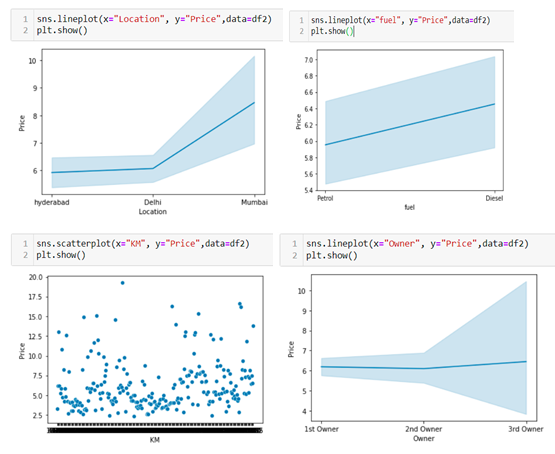 1 sns.lineplot(x="Location", y="Price",data=df2)
2 plt.show()
10
9
8
7
6
Price
hyderabad Delhi Mumbai
Location
1 sns.lineplot(x="fuel", y="Price",data=df2)
2 plt.show()
7.0
6.8
6.6
6.4
6.2
6.0
5.8
5.6
5.4
Price
Petrol Diesel
fuel
1 sns.scatterplot(x="KM", y="Price",data=df2)
2 plt.show()
20.0
17.5
15.0
12.5
10.0
7.5
5.0
2.5
Price
KM
1 sns.lineplot(x="Owner", y="Price",data=df2)
2 plt.show()
10
9
8
7
6
5
4
Price
1st Owner 2nd Owner 3rd Owner
Owner